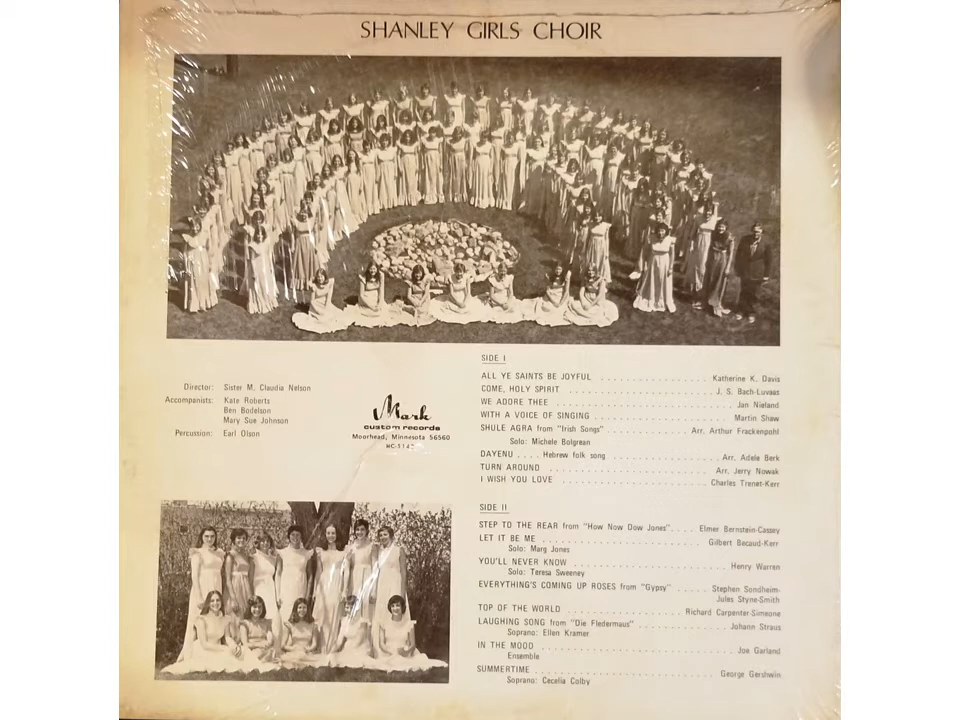 SHANLEY GIRLS CHOIR
Director: Sister M. Claudia Nelson
Accompanists: Kate Roberts
Ben Bodelson
Mary Sue Johnson
Percussion: Earl Olson
Mark
custom records
Moorhead, Minnesota 56560
SIDE I
ALL YE SAINTS BE JOYFUL . . . . . . . . . . . . . . . . . . . . Katherine K. Davis
COME, HOLY SPIRIT . . . . . . . . . . . . . . . . . . . . . . . . J. S. Bach-Luvaas
WE ADORE THEE . . . . . . . . . . . . . . . . . . . . . . . . . . . . Jan Nieland
WITH A VOICE OF SINGING . . . . . . . . . . . . . . . . . . . . . . Martin Shaw
SHULE AGRA from "Irish Songs" . . . . . . . . . . . . . . . . Arr. Arthur Frackenpohl
Solo: Michele Bolgrean
DAYENU . . . . Hebrew folk song . . . . . . . . . . . . . . . . . . Arr. Adele Berk
TURN AROUND . . . . . . . . . . . . . . . . . . . . . . . . . . . Arr. Jerry Nowak
I WISH YOU LOVE . . . . . . . . . . . . . . . . . . . . . . . . Charles Trenet-Kerr
SIDE II
STEP TO THE REAR from "How Now Dow Jones". . . . Elmer Bernstein-Cassey
LET IT BE ME . . . . . . . . . . . . . . . . . . . . . . . . . . Gilbert Becaud-Kerr
Solo: Marg Jones
YOU'LL NEVER KNOW . . . . . . . . . . . . . . . . . . . . . . . . Henry Warren
Solo: Teresa Sweeney
EVERYTHING'S COMING UP ROSES from "Gypsy" . . . . . Stephen Sondheim-
Jules Styne-Smith
TOP OF THE WORLD . . . . . . . . . . . . . . . . . . Richard Carpenter-Simeone
LAUGHING SONG from "Die Fledermaus" . . . . . . . . . . . . . . Johann Straus
Soprano: Ellen Kramer
IN THE MOOD . . . . . . . . . . . . . . . . . . . . . . . . . . . . . Joe Garland
Ensemble
SUMMERTIME . . . . . . . . . . . . . . . . . . . . . . . . . . . . George Gershwin
Soprano: Cecelia Colby